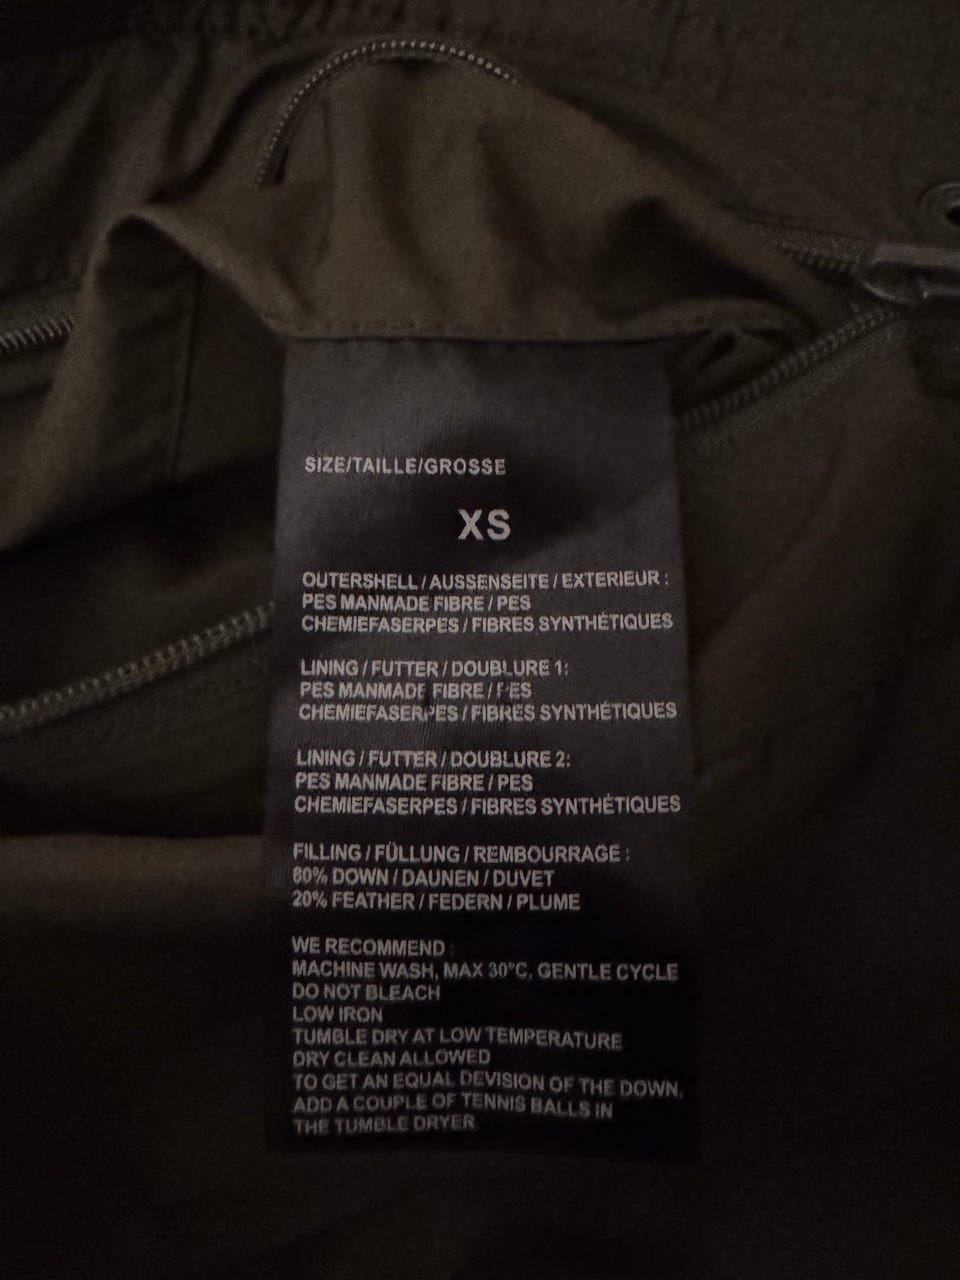 SIZE/TAILLE/GROSSE
XS
OUTERSHELL / AUSSENSEITE / EXTERIEUR :
PES MANMADE FIBRE / PES
CHEMIEFASERPES / FIBRES SYNTHÉTIQUES
LINING / FUTTER / DOUBLURE 1:
PES MANMADE FIBRE / PES
CHEMIEFASERPES / FIBRES SYNTHÉTIQUES
LINING / FUTTER / DOUBLURE 2:
PES MANMADE FIBRE / PES
CHEMIEFASERPES / FIBRES SYNTHÉTIQUES
FILLING / FÜLLUNG / REMBOURRAGE :
80% DOWN / DAUNEN / DUVET
20% FEATHER / FEDERN / PLUME
WE RECOMMEND :
MACHINE WASH, MAX 30°C, GENTLE CYCLE
DO NOT BLEACH
LOW IRON
TUMBLE DRY AT LOW TEMPERATURE
DRY CLEAN ALLOWED
TO GET AN EQUAL DEVISION OF THE DOWN,
ADD A COUPLE OF TENNIS BALLS IN
THE TUMBLE DRYER.